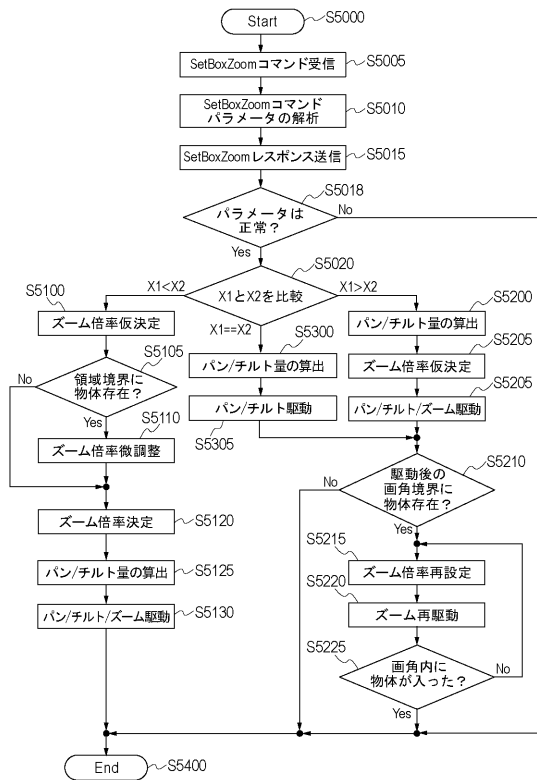 Start
S5000
SetBoxZoomコマンド受信
S5005
SetBoxZoomコマンド
パラメータの解析
S5010
SetBoxZoomレスポンス送信
S5015
S5018
パラメータは
正常？
No
Yes
S5020
X1とX2を比較
X1<X2
X1==X2
X1>X2
S5100
ズーム倍率仮決定
S5105
領域境界に
物体存在？
No
Yes
S5110
ズーム倍率微調整
ズーム倍率決定
S5120
パン/チルト量の算出
S5125
パン/チルト/ズーム駆動
S5130
S5300
パン/チルト量の算出
パン/チルト駆動
S5305
S5200
パン/チルト量の算出
S5205
ズーム倍率仮決定
S5205
パン/チルト/ズーム駆動
S5210
駆動後の
画角境界に
物体存在？
No
Yes
S5215
ズーム倍率再設定
S5220
ズーム再駆動
S5225
画角内に
物体が入った？
No
Yes
End
S5400